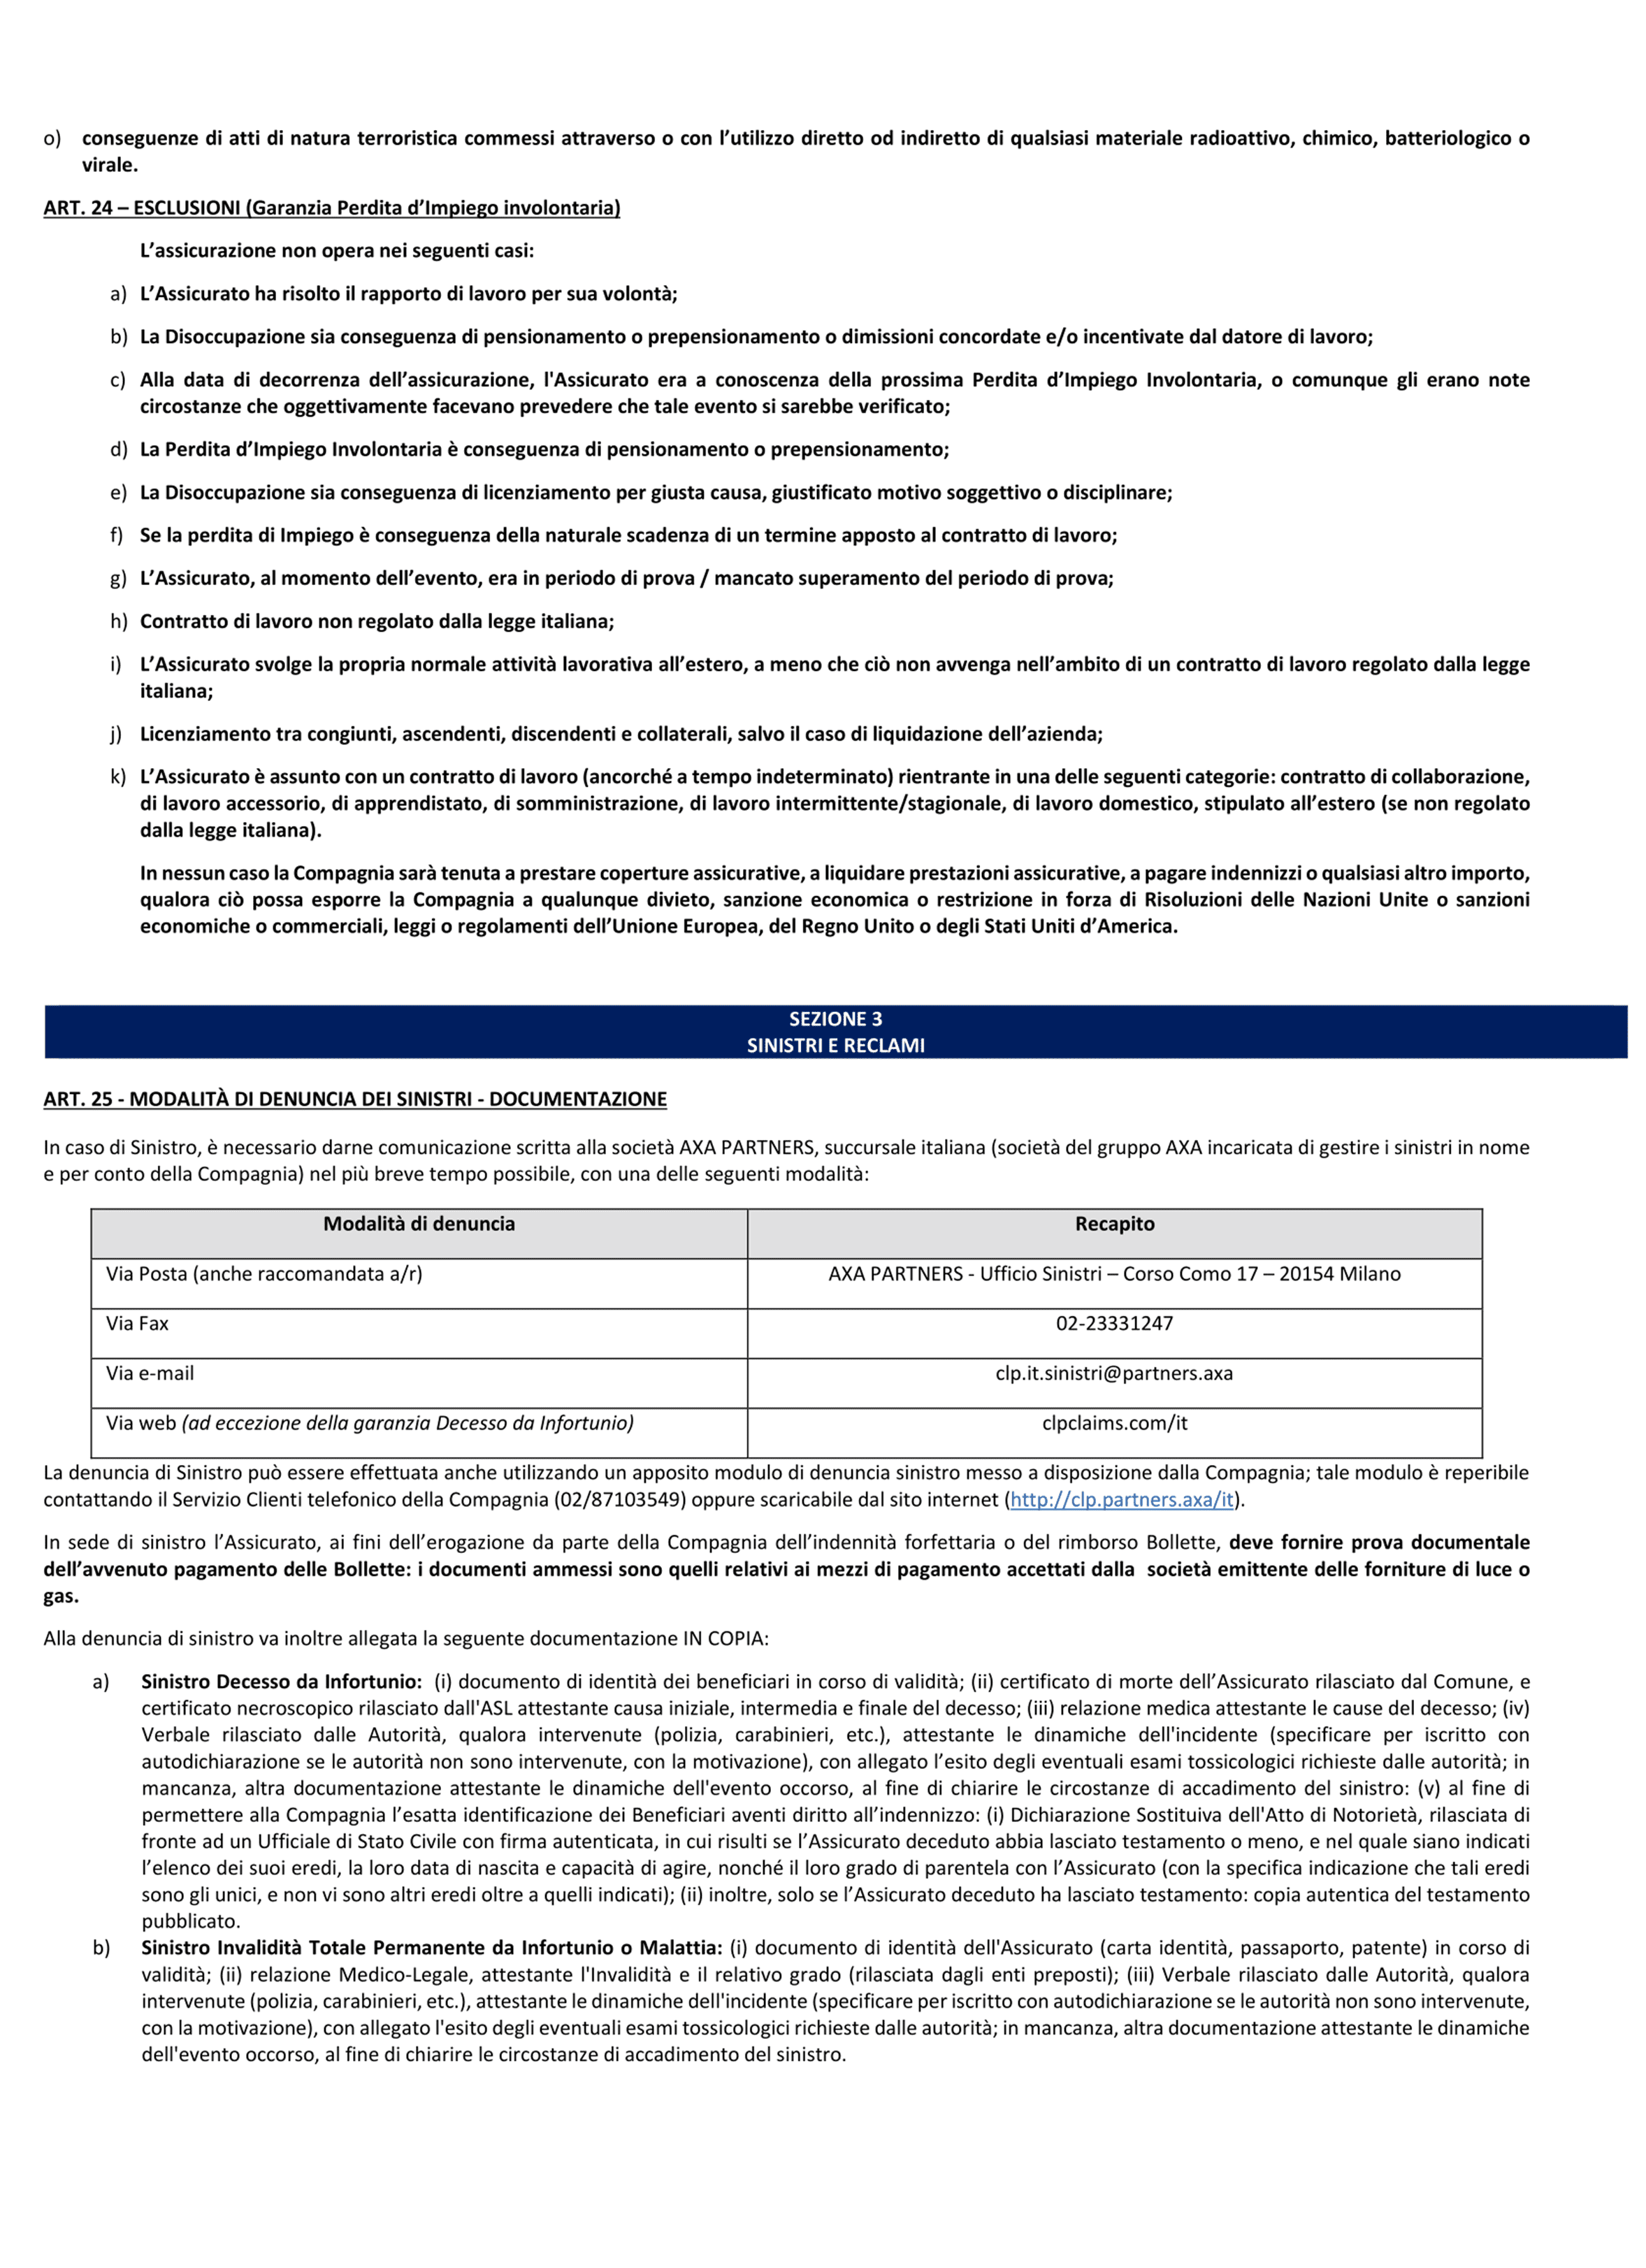 o) conseguenze di atti di natura terroristica commessi attraverso o con l’utilizzo diretto od indiretto di qualsiasi materiale radioattivo, chimico, batteriologico o
virale.
ART. 24 – ESCLUSIONI (Garanzia Perdita d’Impiego involontaria)
L’assicurazione non opera nei seguenti casi:
a) L’Assicurato ha risolto il rapporto di lavoro per sua volontà;
b) La Disoccupazione sia conseguenza di pensionamento o prepensionamento o dimissioni concordate e/o incentivate dal datore di lavoro;
c) Alla data di decorrenza dell’assicurazione, l'Assicurato era a conoscenza della prossima Perdita d’Impiego Involontaria, o comunque gli erano note
circostanze che oggettivamente facevano prevedere che tale evento si sarebbe verificato;
d) La Perdita d’Impiego Involontaria è conseguenza di pensionamento o prepensionamento;
e) La Disoccupazione sia conseguenza di licenziamento per giusta causa, giustificato motivo soggettivo o disciplinare;
f) Se la perdita di Impiego è conseguenza della naturale scadenza di un termine apposto al contratto di lavoro;
g) L’Assicurato, al momento dell’evento, era in periodo di prova / mancato superamento del periodo di prova;
h) Contratto di lavoro non regolato dalla legge italiana;
i) L’Assicurato svolge la propria normale attività lavorativa all’estero, a meno che ciò non avvenga nell’ambito di un contratto di lavoro regolato dalla legge
italiana;
j) Licenziamento tra congiunti, ascendenti, discendenti e collaterali, salvo il caso di liquidazione dell’azienda;
k) L’Assicurato è assunto con un contratto di lavoro (ancorché a tempo indeterminato) rientrante in una delle seguenti categorie: contratto di collaborazione,
di lavoro accessorio, di apprendistato, di somministrazione, di lavoro intermittente/stagionale, di lavoro domestico, stipulato all’estero (se non regolato
dalla legge italiana).
In nessun caso la Compagnia sarà tenuta a prestare coperture assicurative, a liquidare prestazioni assicurative, a pagare indennizzi o qualsiasi altro importo,
qualora ciò possa esporre la Compagnia a qualunque divieto, sanzione economica o restrizione in forza di Risoluzioni delle Nazioni Unite o sanzioni
economiche o commerciali, leggi o regolamenti dell’Unione Europea, del Regno Unito o degli Stati Uniti d’America.
SEZIONE 3
SINISTRI E RECLAMI
ART. 25 - MODALITÀ DI DENUNCIA DEI SINISTRI - DOCUMENTAZIONE
In caso di Sinistro, è necessario darne comunicazione scritta alla società AXA PARTNERS, succursale italiana (società del gruppo AXA incaricata di gestire i sinistri in nome
e per conto della Compagnia) nel più breve tempo possibile, con una delle seguenti modalità:
Modalità di denuncia Recapito
Via Posta (anche raccomandata a/r) AXA PARTNERS - Ufficio Sinistri – Corso Como 17 – 20154 Milano
Via Fax 02-23331247
Via e-mail clp.it.sinistri@partners.axa
Via web (ad eccezione della garanzia Decesso da Infortunio) clpclaims.com/it
La denuncia di Sinistro può essere effettuata anche utilizzando un apposito modulo di denuncia sinistro messo a disposizione dalla Compagnia; tale modulo è reperibile
contattando il Servizio Clienti telefonico della Compagnia (02/87103549) oppure scaricabile dal sito internet (http://clp.partners.axa/it).
In sede di sinistro l’Assicurato, ai fini dell’erogazione da parte della Compagnia dell’indennità forfettaria o del rimborso Bollette, deve fornire prova documentale
dell’avvenuto pagamento delle Bollette: i documenti ammessi sono quelli relativi ai mezzi di pagamento accettati dalla società emittente delle forniture di luce o
gas.
Alla denuncia di sinistro va inoltre allegata la seguente documentazione IN COPIA:
a) Sinistro Decesso da Infortunio: (i) documento di identità dei beneficiari in corso di validità; (ii) certificato di morte dell’Assicurato rilasciato dal Comune, e
certificato necroscopico rilasciato dall'ASL attestante causa iniziale, intermedia e finale del decesso; (iii) relazione medica attestante le cause del decesso; (iv)
Verbale rilasciato dalle Autorità, qualora intervenute (polizia, carabinieri, etc.), attestante le dinamiche dell'incidente (specificare per iscritto con
autodichiarazione se le autorità non sono intervenute, con la motivazione), con allegato l’esito degli eventuali esami tossicologici richieste dalle autorità; in
mancanza, altra documentazione attestante le dinamiche dell'evento occorso, al fine di chiarire le circostanze di accadimento del sinistro: (v) al fine di
permettere alla Compagnia l’esatta identificazione dei Beneficiari aventi diritto all’indennizzo: (i) Dichiarazione Sostituiva dell'Atto di Notorietà, rilasciata di
fronte ad un Ufficiale di Stato Civile con firma autenticata, in cui risulti se l’Assicurato deceduto abbia lasciato testamento o meno, e nel quale siano indicati
l’elenco dei suoi eredi, la loro data di nascita e capacità di agire, nonché il loro grado di parentela con l’Assicurato (con la specifica indicazione che tali eredi
sono gli unici, e non vi sono altri eredi oltre a quelli indicati); (ii) inoltre, solo se l’Assicurato deceduto ha lasciato testamento: copia autentica del testamento
pubblicato.
b) Sinistro Invalidità Totale Permanente da Infortunio o Malattia: (i) documento di identità dell'Assicurato (carta identità, passaporto, patente) in corso di
validità; (ii) relazione Medico-Legale, attestante l'Invalidità e il relativo grado (rilasciata dagli enti preposti); (iii) Verbale rilasciato dalle Autorità, qualora
intervenute (polizia, carabinieri, etc.), attestante le dinamiche dell'incidente (specificare per iscritto con autodichiarazione se le autorità non sono intervenute,
con la motivazione), con allegato l'esito degli eventuali esami tossicologici richieste dalle autorità; in mancanza, altra documentazione attestante le dinamiche
dell'evento occorso, al fine di chiarire le circostanze di accadimento del sinistro.